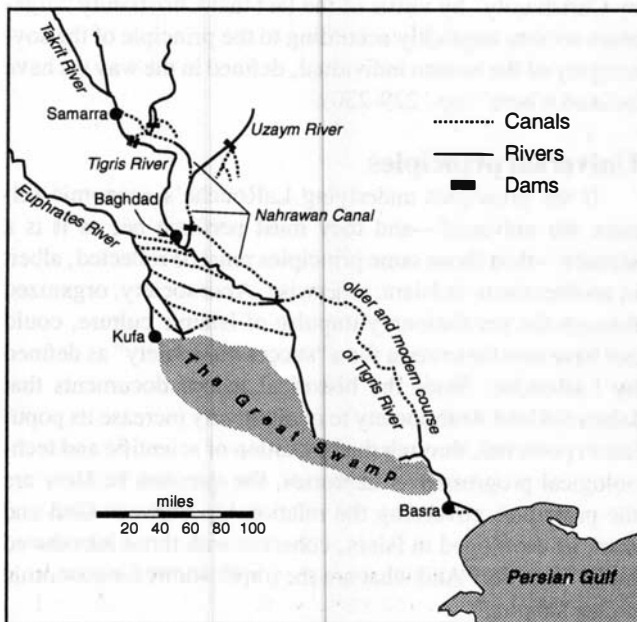 Takrit River
Samarra
Uzaym River
Tigris River
Canals
Rivers
Dams
Baghdad
Euphrates River
Nahrawan Canal
older and modern course
of Tigris River
Kufa
The Great Swamp
miles
20 40 60 80 100
Basra
Persian Gulf